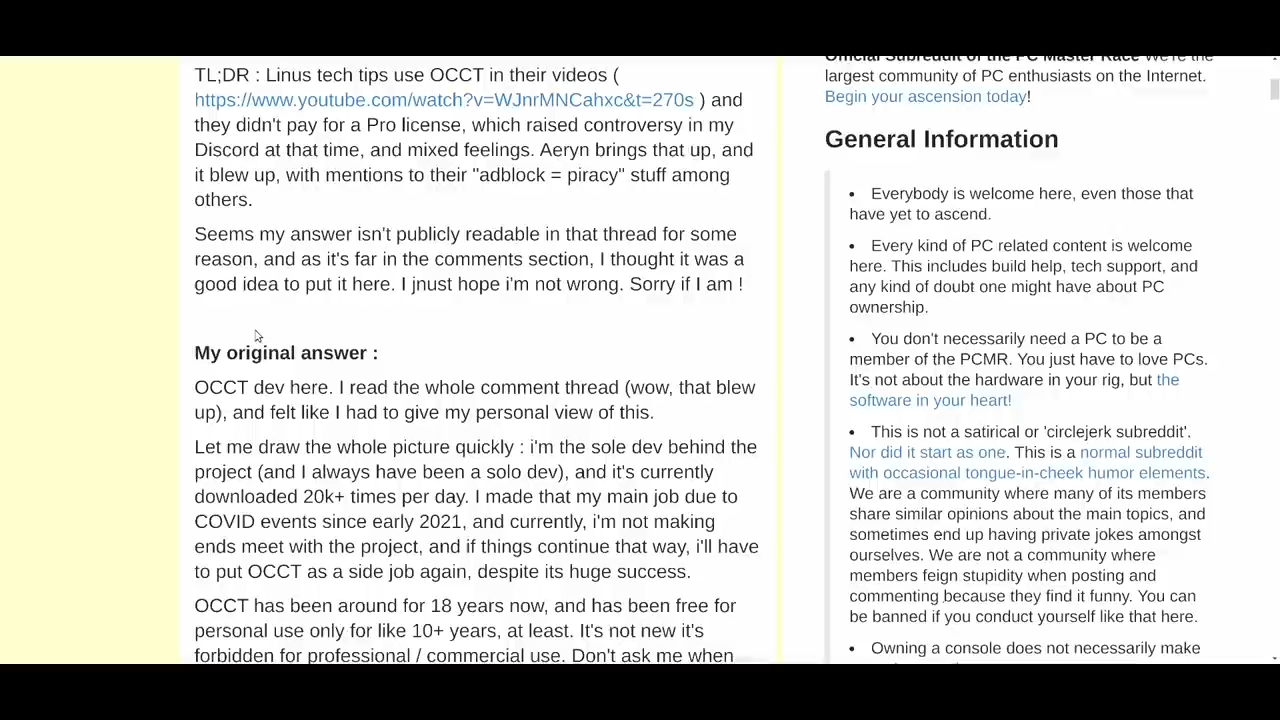 TL;DR : Linus tech tips use OCCT in their videos (
https://www.youtube.com/watch?v=WJnrMNCahxc&t=270s ) and
they didn't pay for a Pro license, which raised controversy in my
Discord at that time, and mixed feelings. Aeryn brings that up, and
it blew up, with mentions to their "adblock = piracy" stuff among
others.
Seems my answer isn't publicly readable in that thread for some
reason, and as it's far in the comments section, I thought it was a
good idea to put it here. I jnust hope i'm not wrong. Sorry if I am !
My original answer :
OCCT dev here. I read the whole comment thread (wow, that blew
up), and felt like I had to give my personal view of this.
Let me draw the whole picture quickly : i'm the sole dev behind the
project (and I always have been a solo dev), and it's currently
downloaded 20k+ times per day. I made that my main job due to
COVID events since early 2021, and currently, i'm not making
ends meet with the project, and if things continue that way, i'll have
to put OCCT as a side job again, despite its huge success.
OCCT has been around for 18 years now, and has been free for
personal use only for like 10+ years, at least. It's not new it's
forbidden for professional / commercial use. Don't ask me when
Official Subreddit of the PC Master Race We're the
largest community of PC enthusiasts on the Internet.
Begin your ascension today!
General Information
• Everybody is welcome here, even those that
have yet to ascend.
• Every kind of PC related content is welcome
here. This includes build help, tech support, and
any kind of doubt one might have about PC
ownership.
• You don't necessarily need a PC to be a
member of the PCMR. You just have to love PCs.
It's not about the hardware in your rig, but the
software in your heart!
• This is not a satirical or 'circlejerk subreddit'.
Nor did it start as one. This is a normal subreddit
with occasional tongue-in-cheek humor elements.
We are a community where many of its members
share similar opinions about the main topics, and
sometimes end up having private jokes amongst
ourselves. We are not a community where
members feign stupidity when posting and
commenting because they find it funny. You can
be banned if you conduct yourself like that here.
• Owning a console does not necessarily make